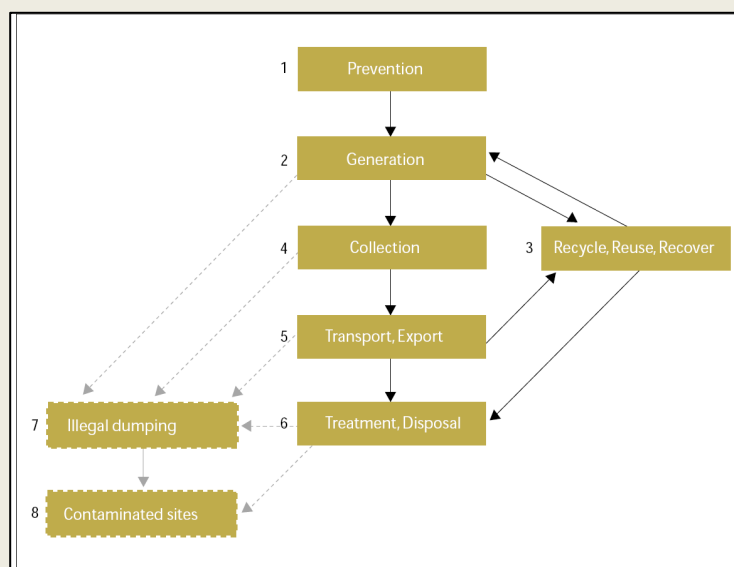 1 Prevention
2 Generation
4 Collection
3 Recycle, Reuse, Recover
5 Transport, Export
6 Treatment, Disposal
7 Illegal dumping
8 Contaminated sites